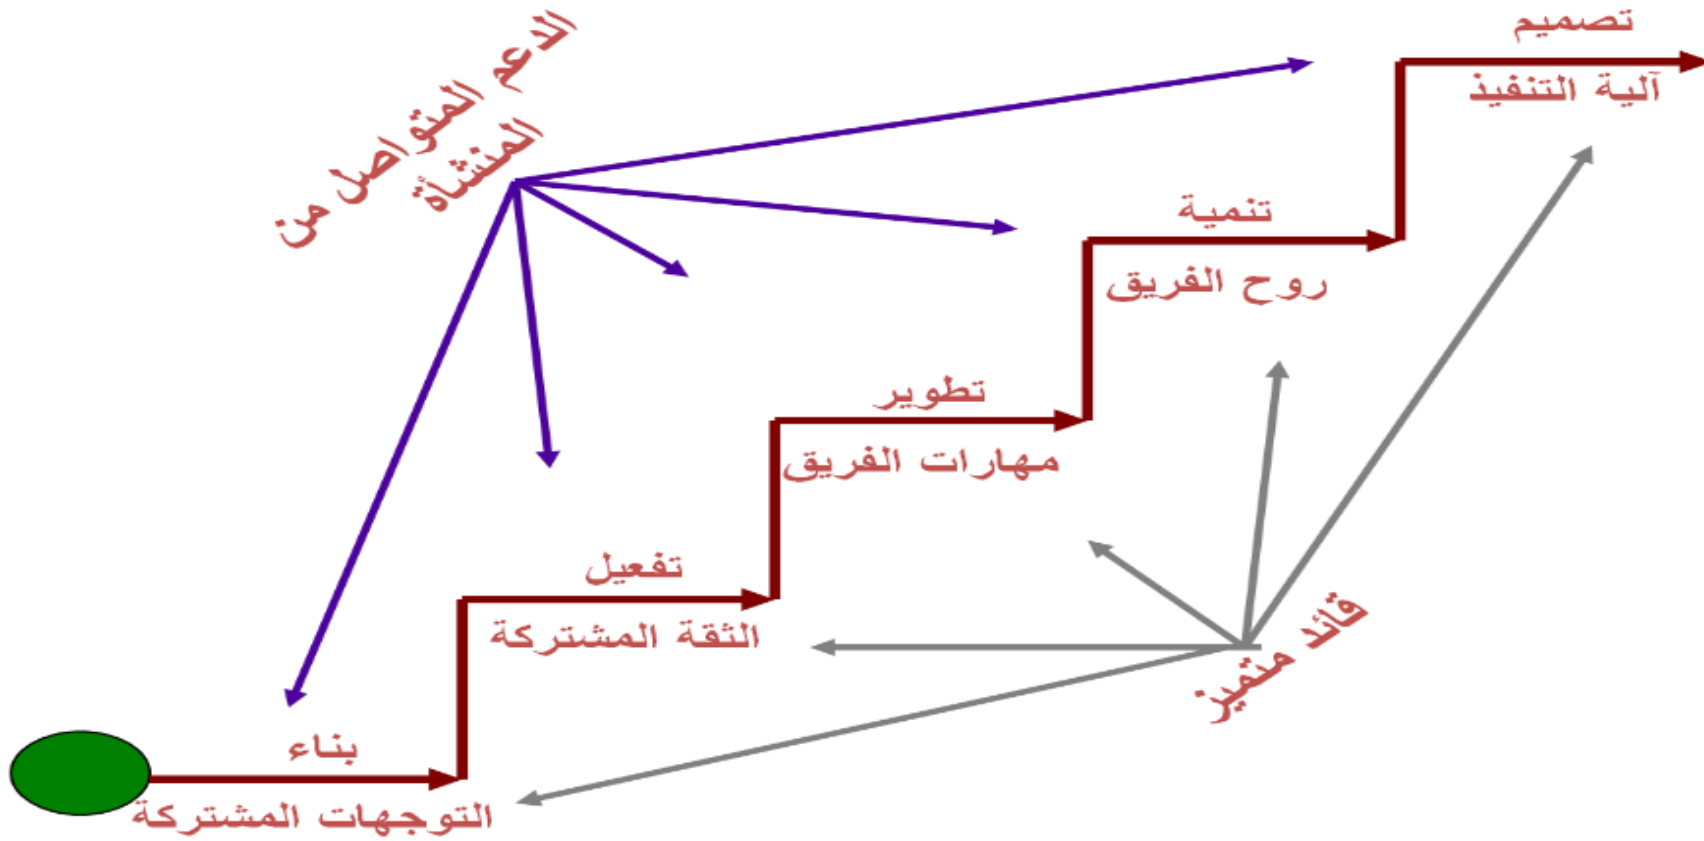 تصميم
آلية التنفيذ
الدعم المتواصل من
المنشأة
تنمية
روح الفريق
تطوير
مهارات الفريق
تفعيل
الثقة المشتركة
قائد متميز
بناء
التوجهات المشتركة